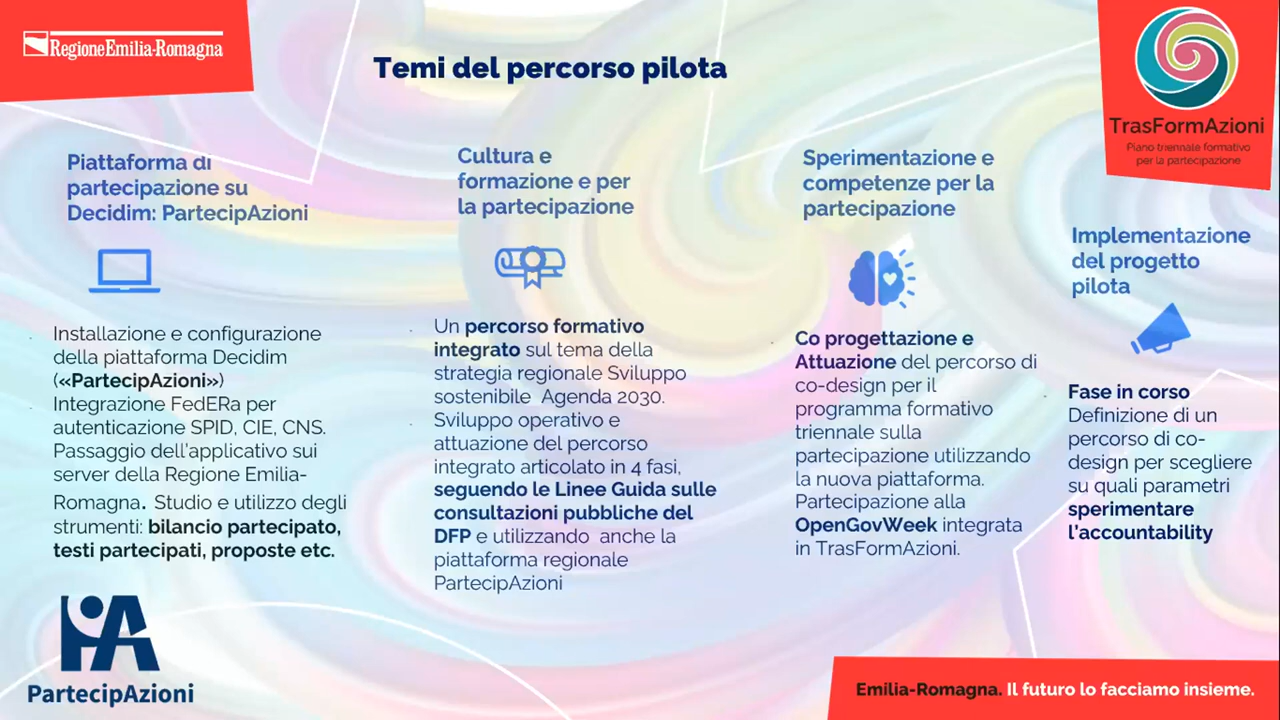 RegioneEmilia-Romagna
Temi del percorso pilota
TrasFormAzioni
Piano triennale formativo
per la partecipazione
Piattaforma di
partecipazione su
Decidim: PartecipAzioni
Installazione e configurazione
della piattaforma Decidim
(«PartecipAzioni»)
Integrazione FedERa per
autenticazione SPID, CIE, CNS.
Passaggio dell'applicativo sui
server della Regione Emilia-
Romagna. Studio e utilizzo degli
strumenti: bilancio partecipato,
testi partecipati, proposte etc.
Cultura e
formazione e per
la partecipazione
Un percorso formativo
integrato sul tema della
strategia regionale Sviluppo
sostenibile Agenda 2030.
Sviluppo operativo e
attuazione del percorso
integrato articolato in 4 fasi,
seguendo le Linee Guida sulle
consultazioni pubbliche del
DFP e utilizzando anche la
piattaforma regionale
PartecipAzioni
Sperimentazione e
competenze per la
partecipazione
Co progettazione e
Attuazione del percorso di
co-design per il
programma formativo
triennale sulla
partecipazione utilizzando
la nuova piattaforma.
Partecipazione alla
OpenGovWeek integrata
in TrasFormAzioni.
Implementazione
del progetto
pilota
Fase in corso
Definizione di un
percorso di co-
design per scegliere
su quali parametri
sperimentare
l'accountability
PA
PartecipAzioni
Emilia-Romagna. Il futuro lo facciamo insieme.